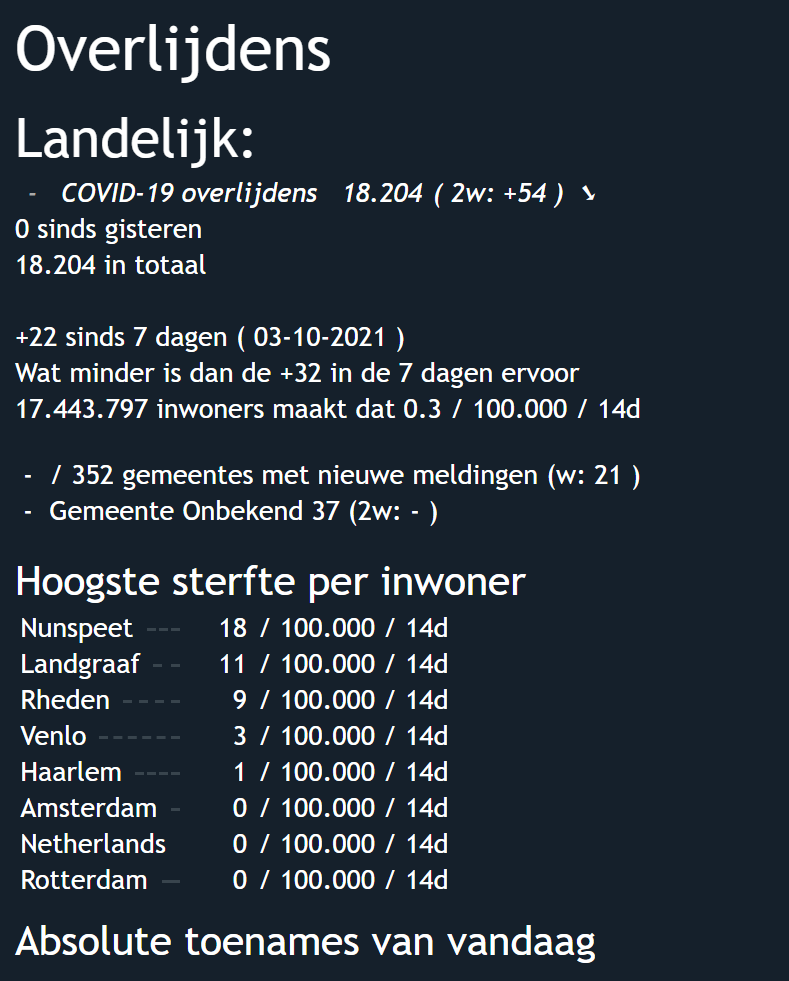 Overlijdens
Landelijk:
- COVID-19 overlijdens 18.204 ( 2w: +54 ) ↘
0 sinds gisteren
18.204 in totaal
+22 sinds 7 dagen ( 03-10-2021 )
Wat minder is dan de +32 in de 7 dagen ervoor
17.443.797 inwoners maakt dat 0.3 / 100.000 / 14d
- / 352 gemeentes met nieuwe meldingen (w: 21 )
- Gemeente Onbekend 37 (2w: - )
Hoogste sterfte per inwoner
Nunspeet --- 18 / 100.000 / 14d
Landgraaf -- 11 / 100.000 / 14d
Rheden ---- 9 / 100.000 / 14d
Venlo ------ 3 / 100.000 / 14d
Haarlem ---- 1 / 100.000 / 14d
Amsterdam - 0 / 100.000 / 14d
Netherlands 0 / 100.000 / 14d
Rotterdam — 0 / 100.000 / 14d
Absolute toenames van vandaag